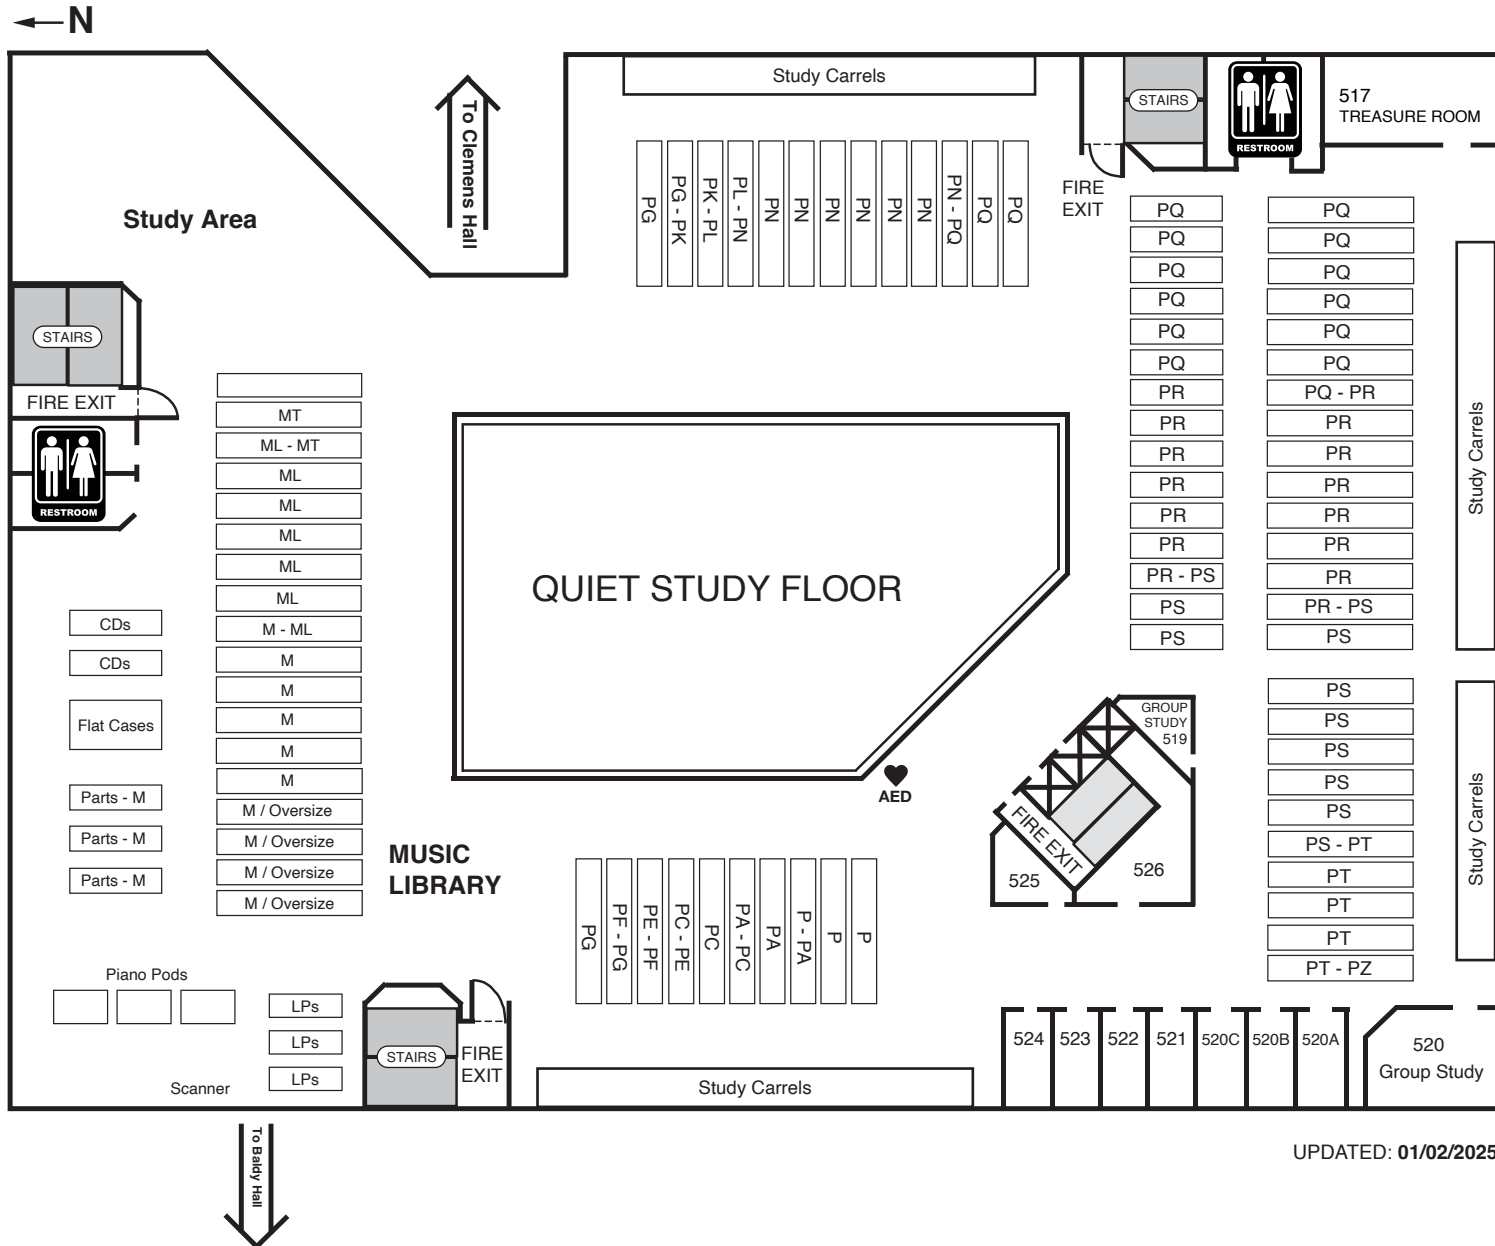 N
Study Carrels
To Clemens Hall
STAIRS
RESTROOM
517
TREASURE ROOM
Study Area
FIRE
EXIT
PG
PG - PK
PK - PL
PL - PN
PN
PN
PN
PN
PN
PN
PN - PQ
PQ
PQ
PQ
PQ
PQ
PQ
PQ
PQ
PR
PR
PR
PR
PR
PR
PR - PS
PS
PS
PQ
PQ
PQ
PQ
PQ
PQ
PQ - PR
PR
PR
PR
PR
PR
PR
PR - PS
PS
Study Carrels
STAIRS
FIRE EXIT
RESTROOM
MT
ML - MT
ML
ML
ML
ML
ML
M - ML
M
M
M
M
M
M / Oversize
M / Oversize
M / Oversize
M / Oversize
QUIET STUDY FLOOR
CDs
CDs
Flat Cases
Parts - M
Parts - M
Parts - M
MUSIC
LIBRARY
AED
GROUP
STUDY
519
FIRE EXIT
525
526
PS
PS
PS
PS
PS
PS - PT
PT
PT
PT
PT - PZ
Study Carrels
PG
PF - PG
PE - PF
PC - PE
PC
PA - PC
PA
P - PA
P
P
Piano Pods
LPs
LPs
LPs
Scanner
STAIRS
FIRE
EXIT
Study Carrels
524
523
522
521
520C
520B
520A
520
Group Study
To Baldy Hall
UPDATED: 01/02/2025